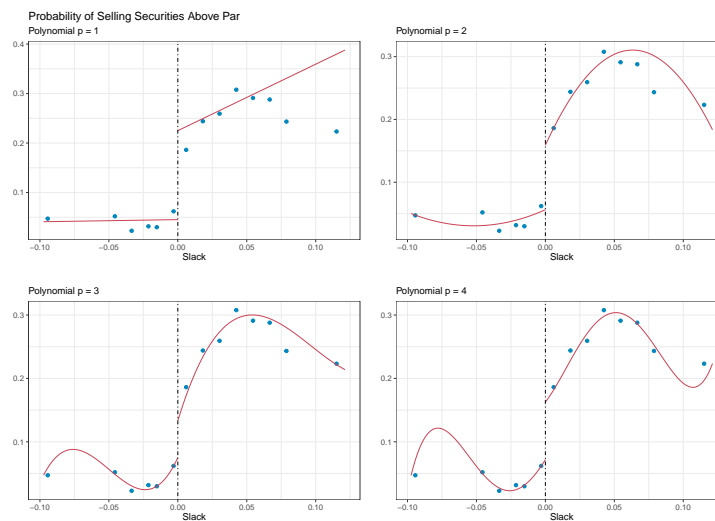 Probability of Selling Securities Above Par
Polynomial p = 1
0.4
0.3
0.2
0.1
−0.10 −0.05 0.00 0.05 0.10
Slack
Polynomial p = 2
0.3
0.2
0.1
−0.10 −0.05 0.00 0.05 0.10
Slack
Polynomial p = 3
0.3
0.2
0.1
−0.10 −0.05 0.00 0.05 0.10
Slack
Polynomial p = 4
0.3
0.2
0.1
−0.10 −0.05 0.00 0.05 0.10
Slack